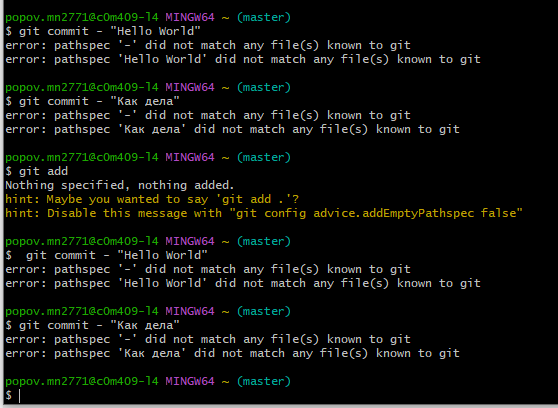 popov.mn2771@c0m409-l4 MINGW64 ~ (master)
$ git commit - "Hello World"
error: pathspec '-' did not match any file(s) known to git
error: pathspec 'Hello World' did not match any file(s) known to git
popov.mn2771@c0m409-l4 MINGW64 ~ (master)
$ git commit - "Как дела"
error: pathspec '-' did not match any file(s) known to git
error: pathspec 'Как дела' did not match any file(s) known to git
popov.mn2771@c0m409-l4 MINGW64 ~ (master)
$ git add
Nothing specified, nothing added.
hint: Maybe you wanted to say 'git add .'?
hint: Disable this message with "git config advice.addEmptyPathspec false"
popov.mn2771@c0m409-l4 MINGW64 ~ (master)
$  git commit - "Hello World"
error: pathspec '-' did not match any file(s) known to git
error: pathspec 'Hello World' did not match any file(s) known to git
popov.mn2771@c0m409-l4 MINGW64 ~ (master)
$ git commit - "Как дела"
error: pathspec '-' did not match any file(s) known to git
error: pathspec 'Как дела' did not match any file(s) known to git
popov.mn2771@c0m409-l4 MINGW64 ~ (master)
$